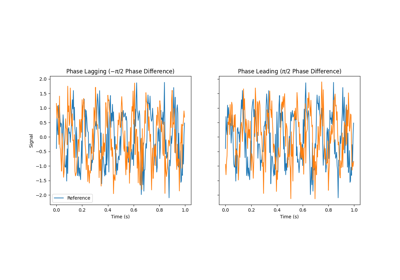 Phase Lagging (−π/2 Phase Difference)
Phase Leading (π/2 Phase Difference)
2.0
1.5
1.0
0.5
0.0
−0.5
−1.0
−1.5
−2.0
Signal
Reference
0.0 0.2 0.4 0.6 0.8 1.0
0.0 0.2 0.4 0.6 0.8 1.0
Time (s)
Time (s)